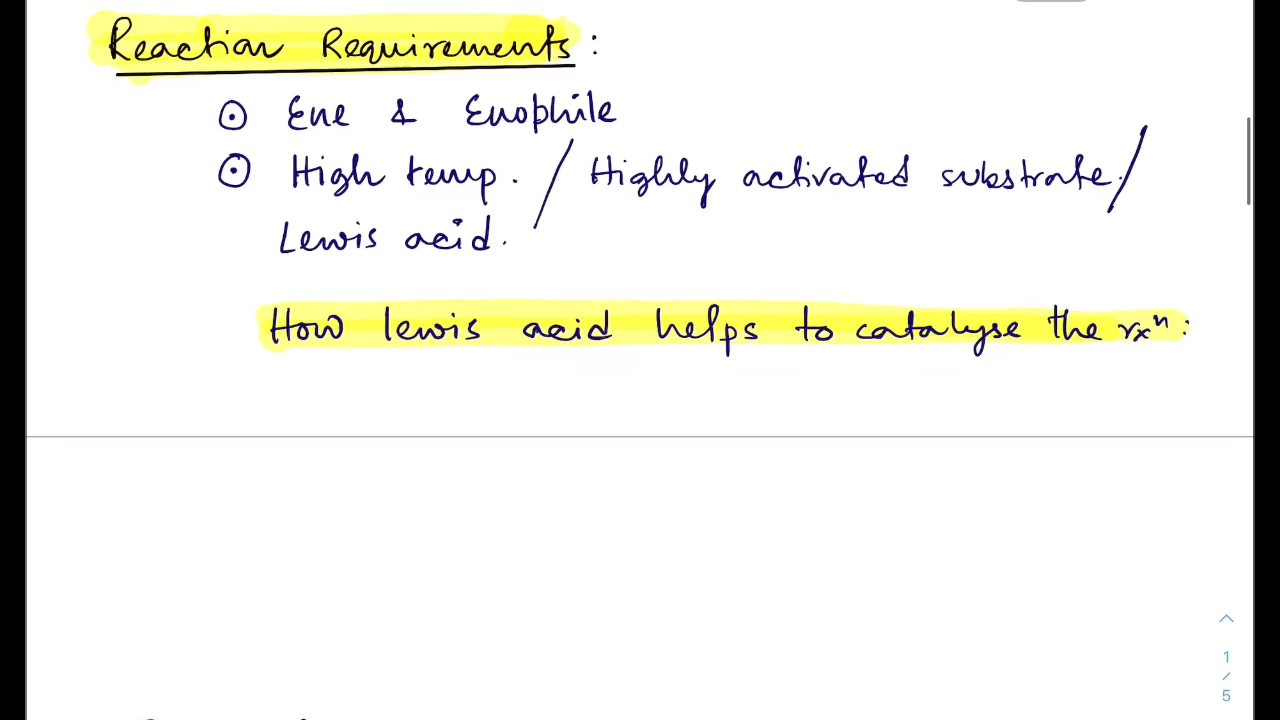 Reaction Requirements :
⊙ Ene & Enophile
⊙ High temp. / Highly activated substrate /
Lewis acid.
How lewis acid helps to catalyse the rxⁿ :
1
/
5